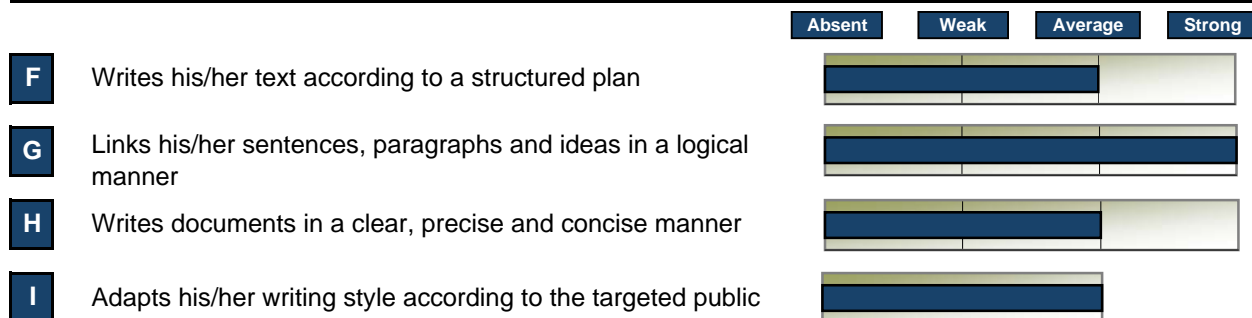 Absent Weak Average Strong
F Writes his/her text according to a structured plan
G Links his/her sentences, paragraphs and ideas in a logical
manner
H Writes documents in a clear, precise and concise manner
I Adapts his/her writing style according to the targeted public